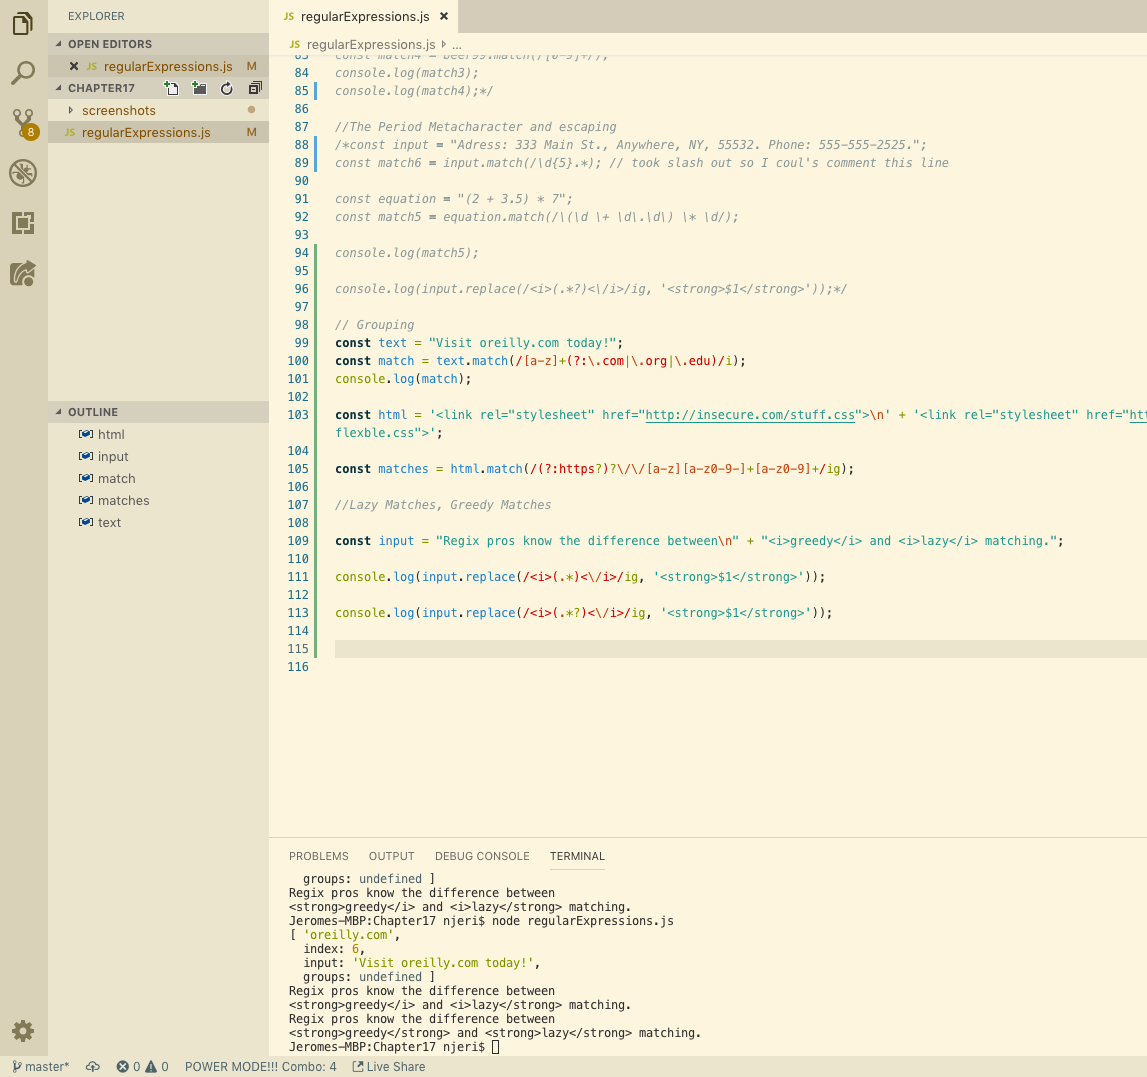 EXPLORER
OPEN EDITORS
JS regularExpressions.js M
CHAPTER17
screenshots
JS regularExpressions.js M
8
OUTLINE
html
input
match
matches
text
JS regularExpressions.js
JS regularExpressions.js ...
83 const match4 = beer99.match(/[0-9]+/);
84 console.log(match3);
85 console.log(match4);*/
86
87 //The Period Metacharacter and escaping
88 /*const input = "Adress: 333 Main St., Anywhere, NY, 55532. Phone: 555-555-2525.";
89 const match6 = input.match(/\d{5}.*); // took slash out so I coul's comment this line
90
91 const equation = "(2 + 3.5) * 7";
92 const match5 = equation.match(/\(\d \+ \d\.\d\) \* \d/);
93
94 console.log(match5);
95
96 console.log(input.replace(/<i>(.*?)<\/i>/ig, '<strong>$1</strong>'));*/
97
98 // Grouping
99 const text = "Visit oreilly.com today!";
100 const match = text.match(/[a-z]+(?:\.com|\.org|\.edu)/i);
101 console.log(match);
102
103 const html = '<link rel="stylesheet" href="http://insecure.com/stuff.css">\n' + '<link rel="stylesheet" href="htt
flexble.css">';
104
105 const matches = html.match(/(?:https?)?\/\/[a-z][a-z0-9-]+[a-z0-9]+/ig);
106
107 //Lazy Matches, Greedy Matches
108
109 const input = "Regix pros know the difference between\n" + "<i>greedy</i> and <i>lazy</i> matching.";
110
111 console.log(input.replace(/<i>(.*)<\/i>/ig, '<strong>$1</strong>'));
112
113 console.log(input.replace(/<i>(.*?)<\/i>/ig, '<strong>$1</strong>'));
114
115
116
PROBLEMS OUTPUT DEBUG CONSOLE TERMINAL
groups: undefined ]
Regix pros know the difference between
<strong>greedy</i> and <i>lazy</strong> matching.
Jeromes-MBP:Chapter17 njeri$ node regularExpressions.js
[ 'oreilly.com',
index: 6,
input: 'Visit oreilly.com today!',
groups: undefined ]
Regix pros know the difference between
<strong>greedy</i> and <i>lazy</strong> matching.
Regix pros know the difference between
<strong>greedy</strong> and <strong>lazy</strong> matching.
Jeromes-MBP:Chapter17 njeri$
master* 0 0 POWER MODE!!! Combo: 4 Live Share